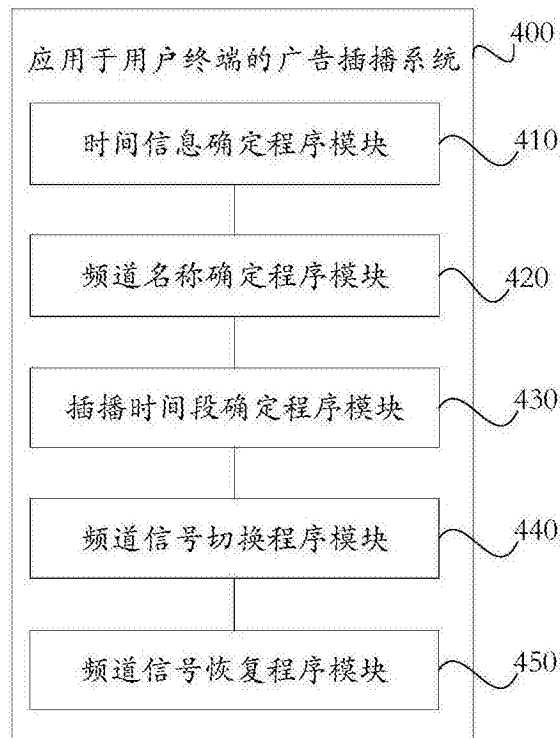 应用于用户终端的广告插播系统
400
时间信息确定程序模块
410
频道名称确定程序模块
420
插播时间段确定程序模块
430
频道信号切换程序模块
440
频道信号恢复程序模块
450